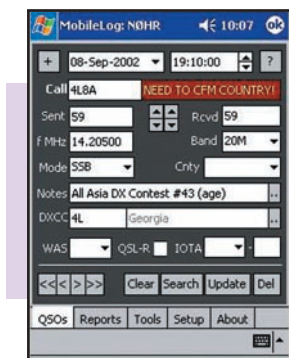 MobileLog: NØHR 10:07 ok
+ 08-Sep-2002 19:10:00 ?
Call 4L8A NEED TO CFM COUNTRY!
Sent 59 Rcvd 59
f MHz 14.20500 Band 20M
Mode SSB Cnty
Notes All Asia DX Contest #43 (age) ..
DXCC 4L Georgia ..
WAS QSL-R IOTA -
<< < > >> Clear Search Update Del
QSOs Reports Tools Setup About